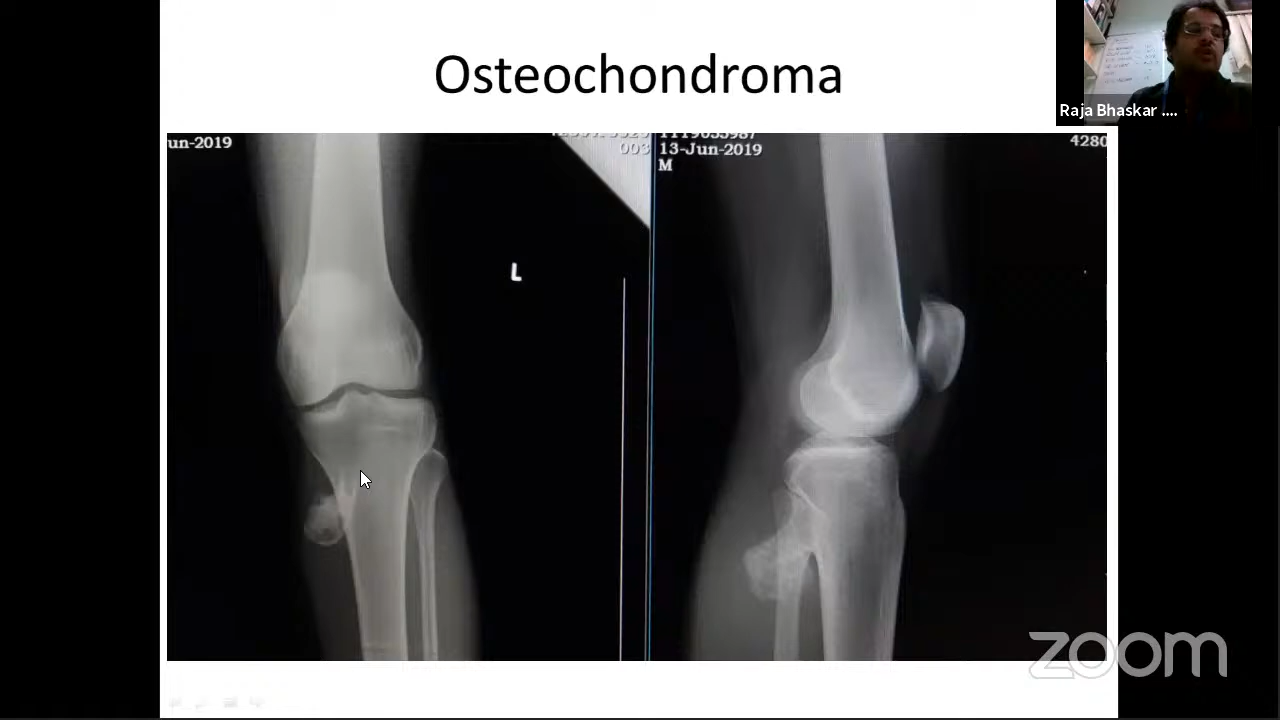 Osteochondroma
Raja Bhaskar ....
un-2019
003
L
13-Jun-2019
M
4280
zoom